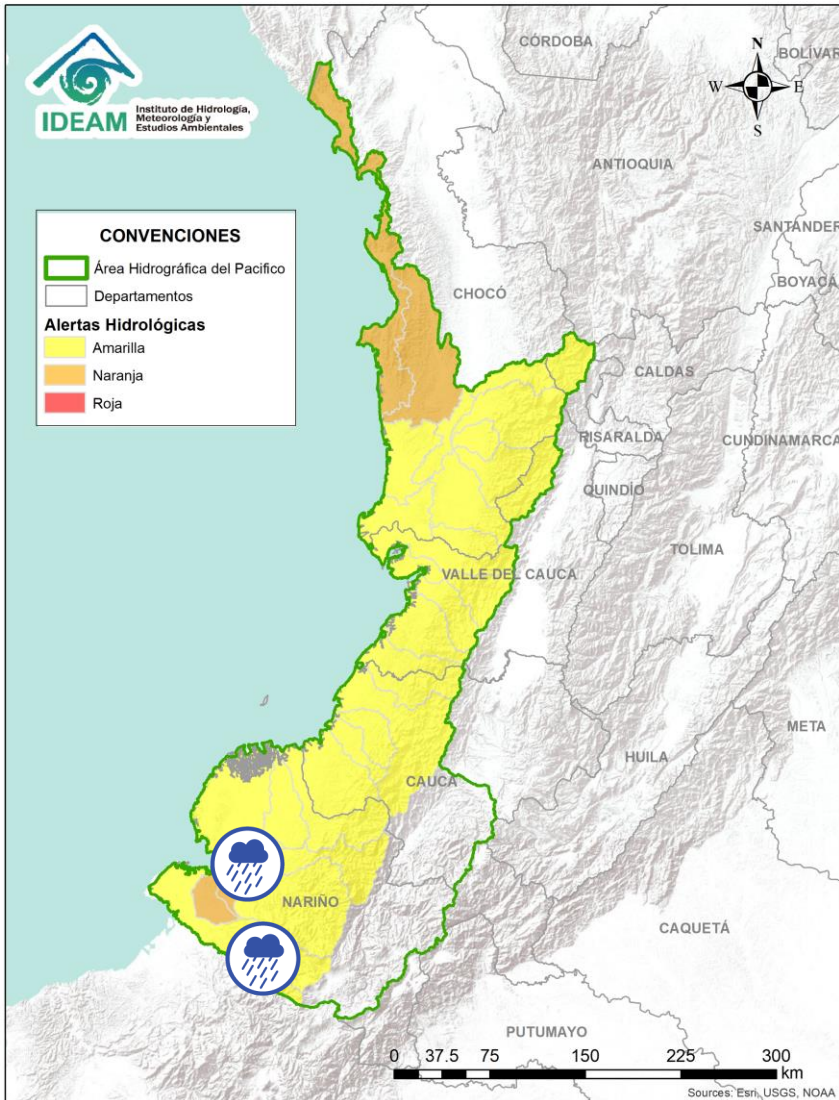 IDEAM
Instituto de Hidrología,
Meteorología y
Estudios Ambientales
CÓRDOBA
BOLÍVAR
N
W
E
S
ANTIOQUIA
SANTANDER
BOYACÁ
CONVENCIONES
Área Hidrográfica del Pacifico
Departamentos
Alertas Hidrológicas
Amarilla
Naranja
Roja
CHOCÓ
CALDAS
RISARALDA
CUNDINAMARCA
QUINDÍO
TOLIMA
VALLE DEL CAUCA
META
HUILA
CAUCA
NARIÑO
CAQUETÁ
PUTUMAYO
0 37.5 75 150 225 300
km
Sources: Esri, USGS, NOAA